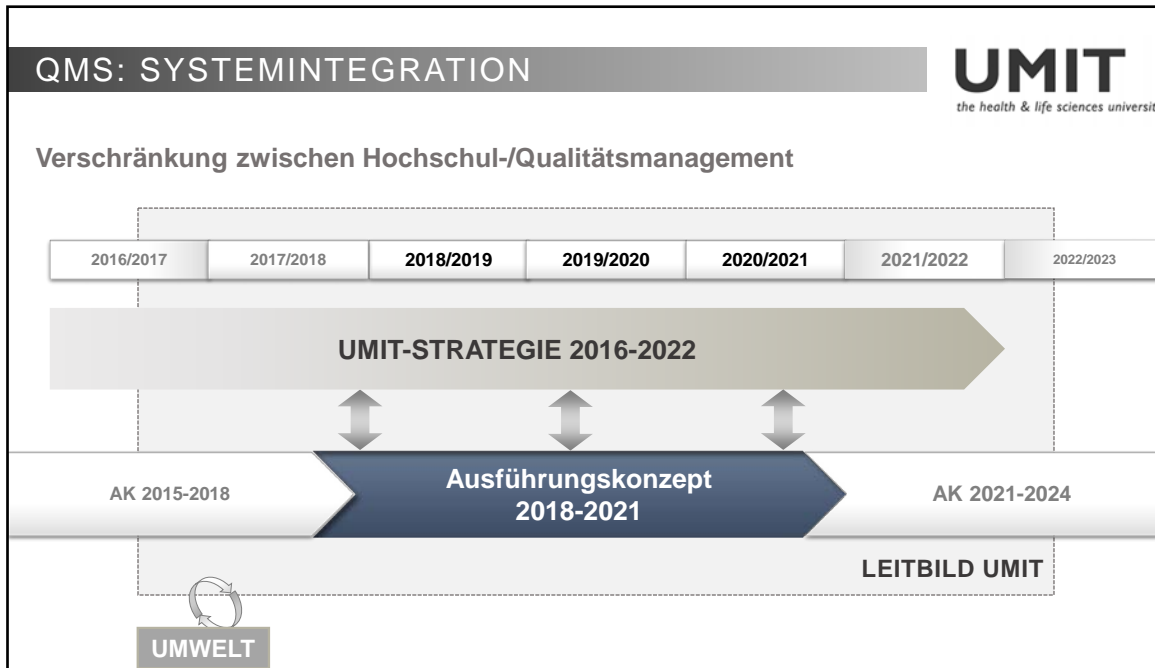 QMS: SYSTEMINTEGRATION
UMIT
the health & life sciences universit
Verschränkung zwischen Hochschul-/Qualitätsmanagement
2016/2017 2017/2018 2018/2019 2019/2020 2020/2021 2021/2022 2022/2023
UMIT-STRATEGIE 2016-2022
AK 2015-2018
Ausführungskonzept
2018-2021
AK 2021-2024
LEITBILD UMIT
UMWELT